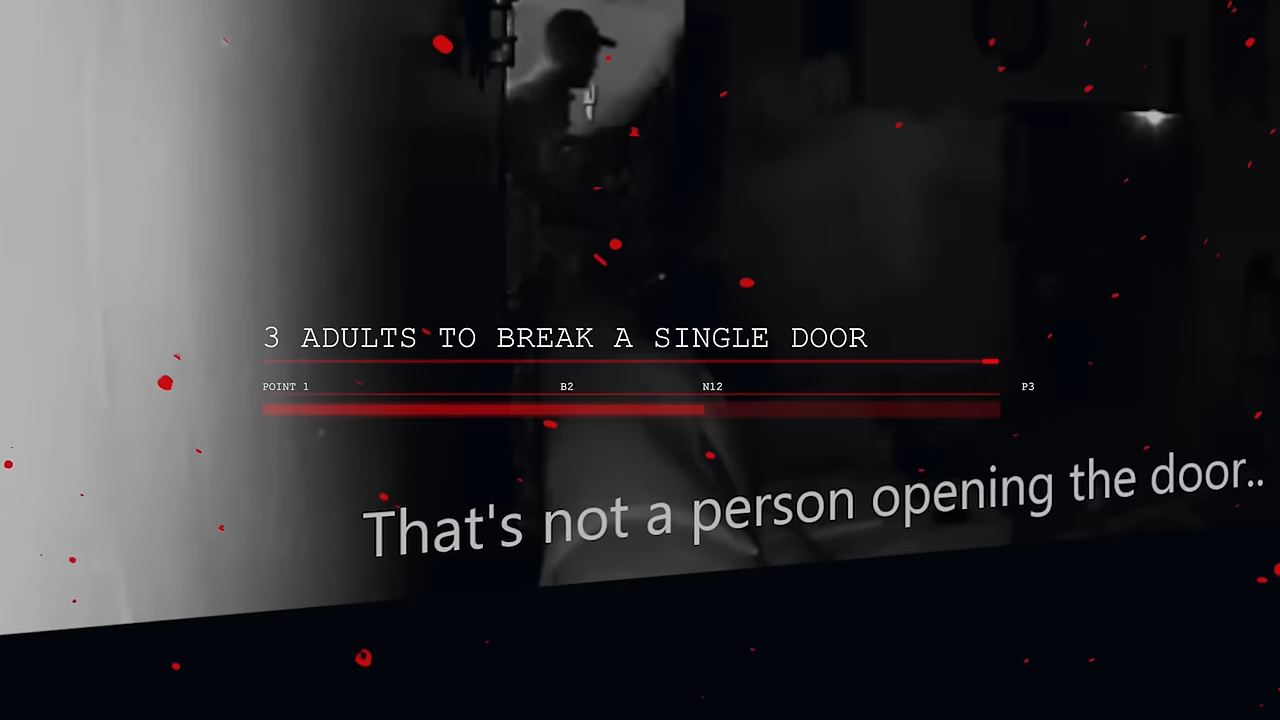 3 ADULTS TO BREAK A SINGLE DOOR
POINT 1 B2 N12 P3
That's not a person opening the door..